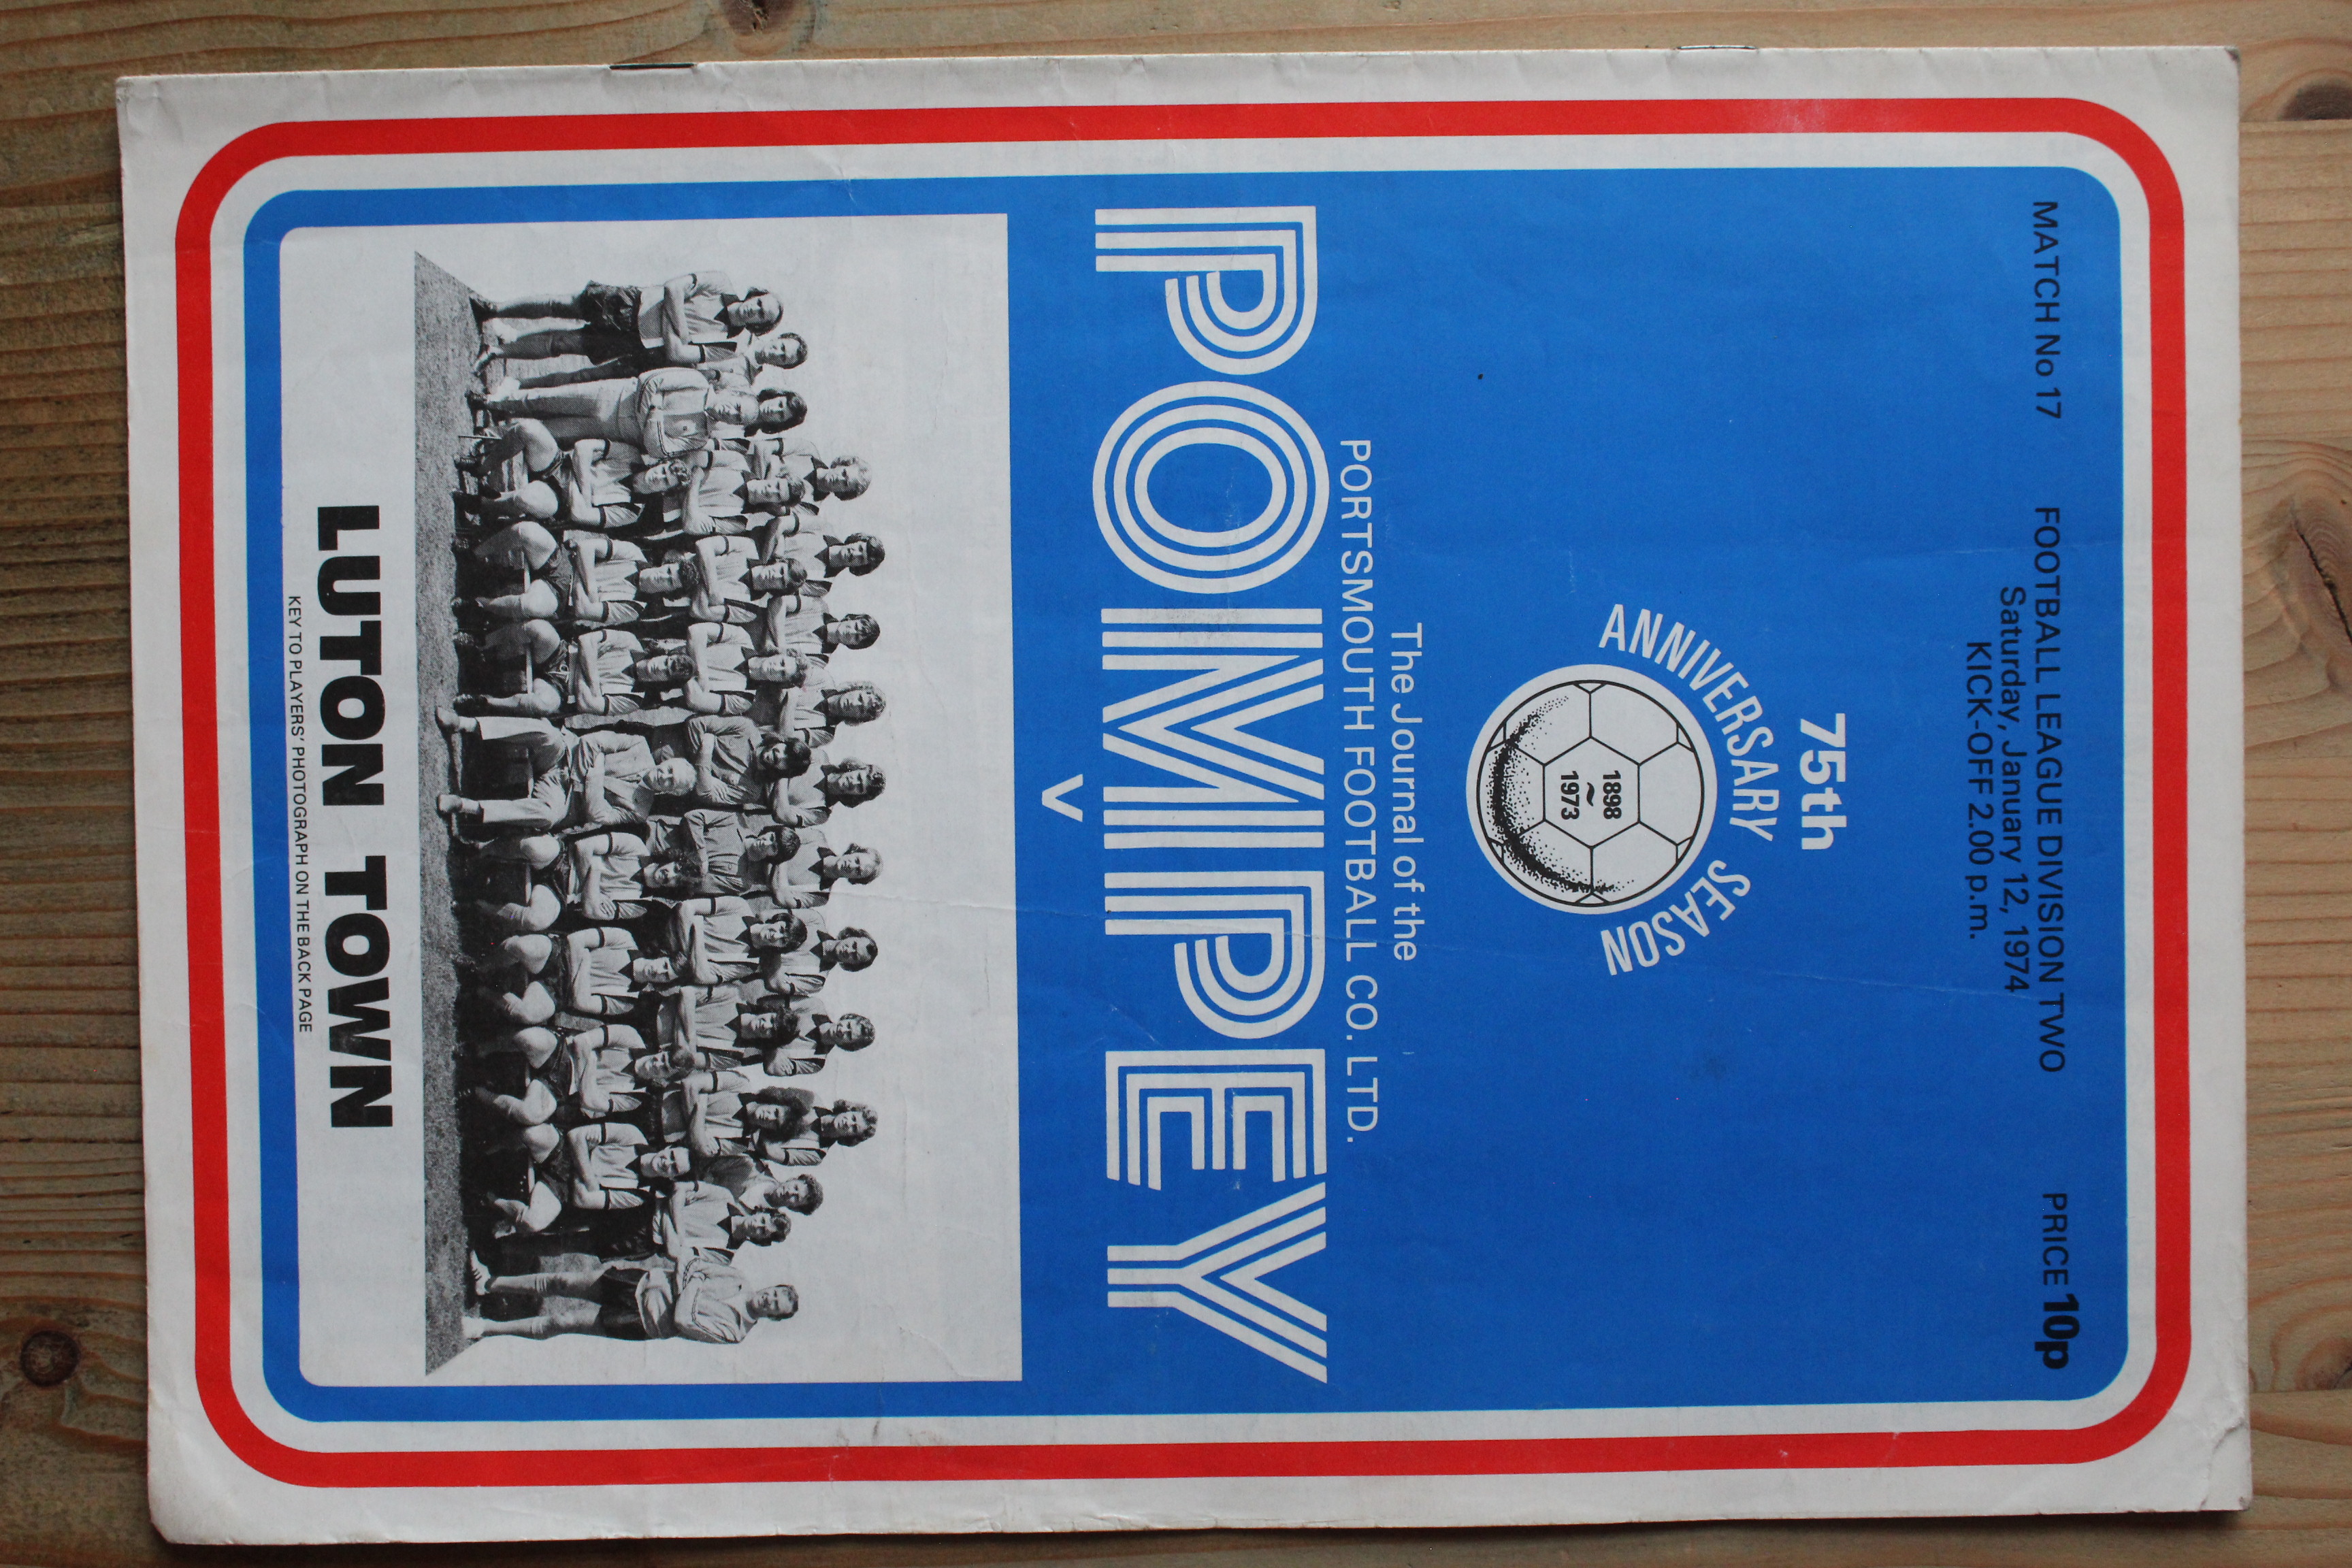 MATCH No 17 FOOTBALL LEAGUE DIVISION TWO PRICE 10p
Saturday, January 12, 1974
KICK-OFF 2.00 p.m.
75th
ANNIVERSARY SEASON
1898
~
1973
The Journal of the
PORTSMOUTH FOOTBALL CO. LTD.
POMPEY
v
LUTON TOWN
KEY TO PLAYERS' PHOTOGRAPH ON THE BACK PAGE